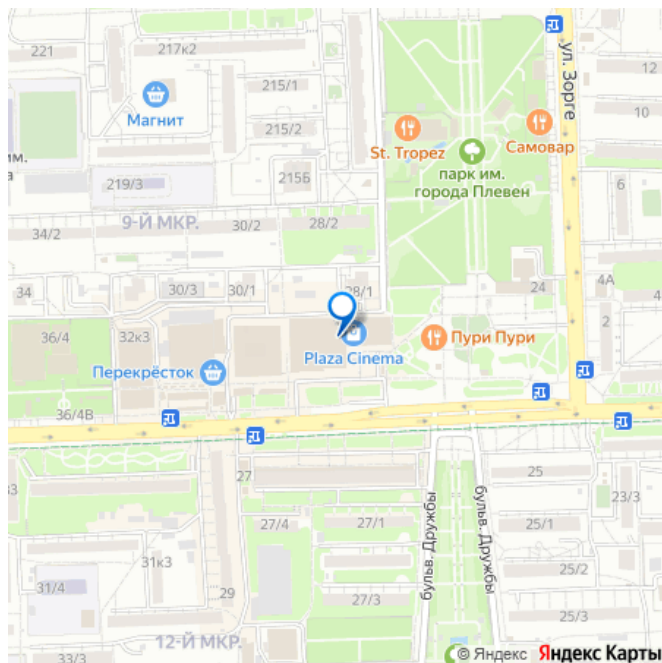 221
217к2
12
215/1
Магнит
10
ул. Зорге
215/2
St. Tropez
Самовар
им.
парк им.
города Плевен
219/3
215Б
6
9-Й МКР.
34/2
30/2
28/2
34
30/3
30/1
28/1
24
4А
36/4
32к3
2
Plaza Cinema
Пури Пури
Перекрёсток
36/4В
27
25
бульв. Дружбы
бульв. Дружбы
23/3
27/4
27/1
25/1
31к3
25/2
31/4
29
27/3
25/3
12-Й МКР.
33/3
© Яндекс Яндекс Карты